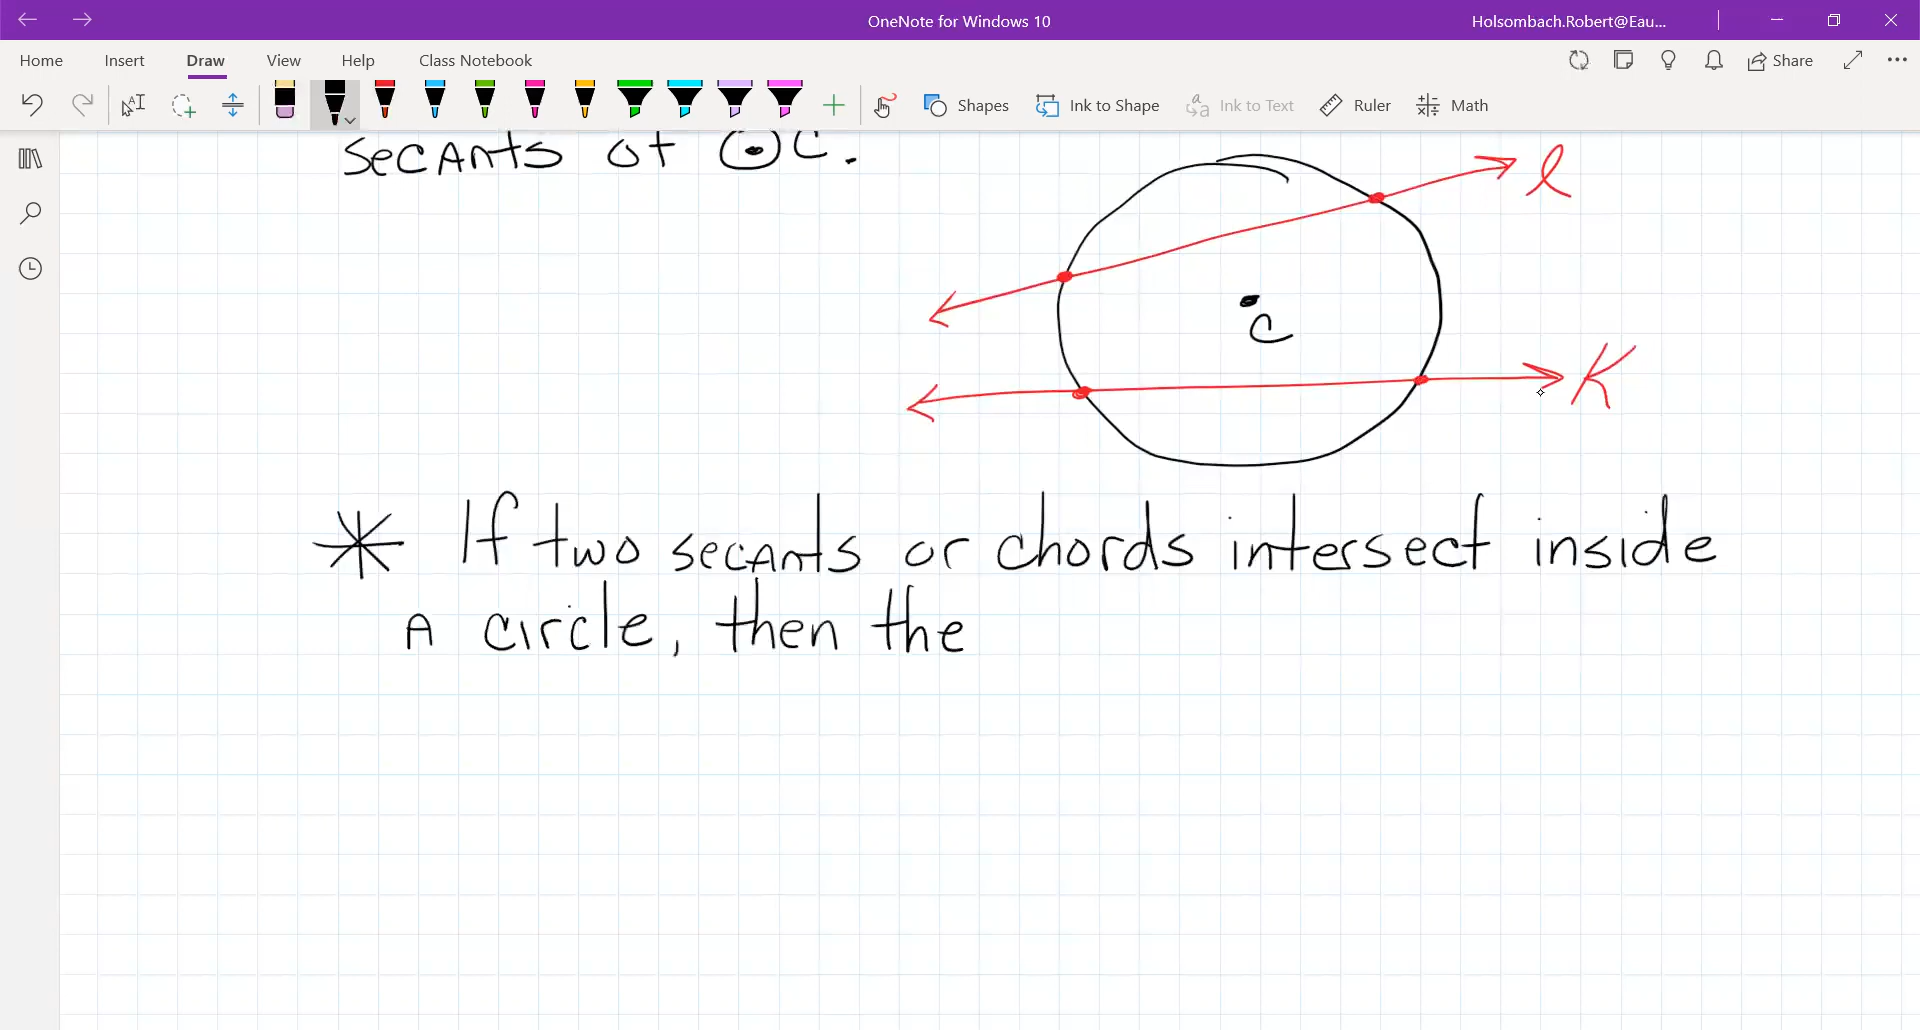 OneNote for Windows 10
Holsombach.Robert@Eau...
Home Insert Draw View Help Class Notebook Share
Shapes Ink to Shape Ink to Text Ruler Math
secants of ⊙C.
l
C
K
* If two secants or chords intersect inside
a circle, then the